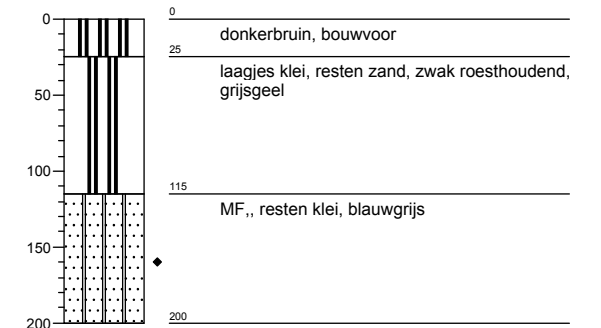 0
0
donkerbruin, bouwvoor
25
laagjes klei, resten zand, zwak roesthoudend,
grijsgeel
50
100
115
MF,, resten klei, blauwgrijs
150
200
200